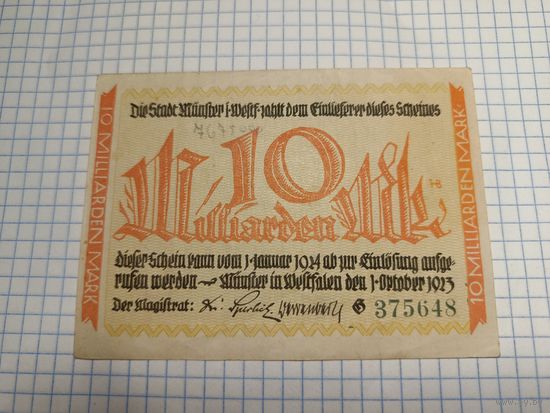 Die Stadt Münster i·Westf·zahlt dem Einlieferer dieses Scheines
10
Milliarden Mk
dieser Schein kann vom 1·Januar 1924 ab zur Einlösung aufge-
rufen werden ~ Münster in Westfalen den 1·Oktober 1923
Der Magistrat:
G 375648
10 MILLIARDEN MARK
10 MILLIARDEN MARK